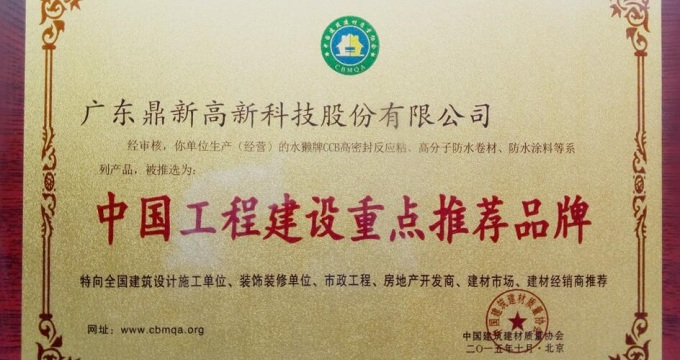 CBMQA
广东鼎新高新科技股份有限公司
经审核，你单位生产（经营）的水獭牌CCB高密封反应粘、高分子防水卷材、防水涂料等系
列产品，被推选为：
中国工程建设重点推荐品牌
特向全国建筑设计施工单位、装饰装修单位、市政工程、房地产开发商、建材市场、建材经销商推荐
网址：www.cbmqa.org
中国建筑建材质量协会
二〇一五年十月·北京